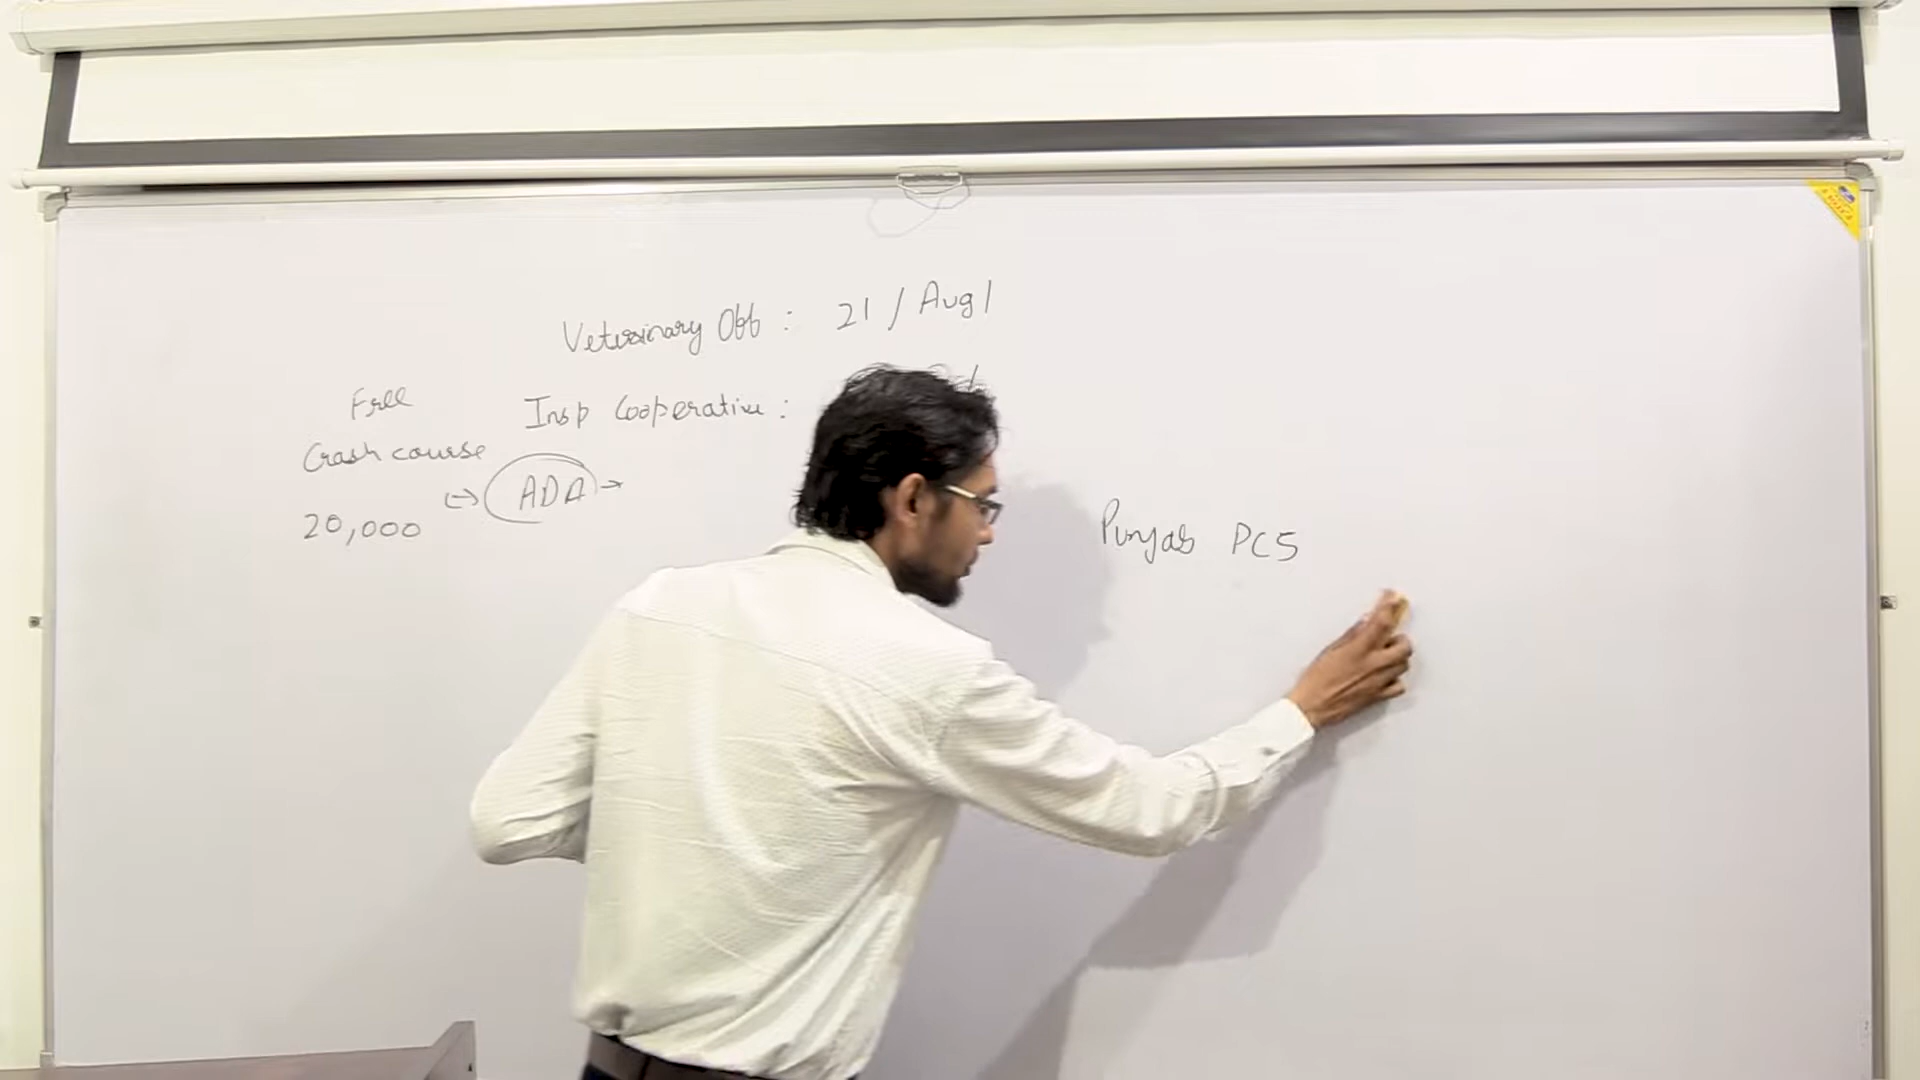 Veterinary Off : 21 / Aug /
Insp Cooperative :
Free
Crash course
20,000
→ ADA →
Punjab PCS